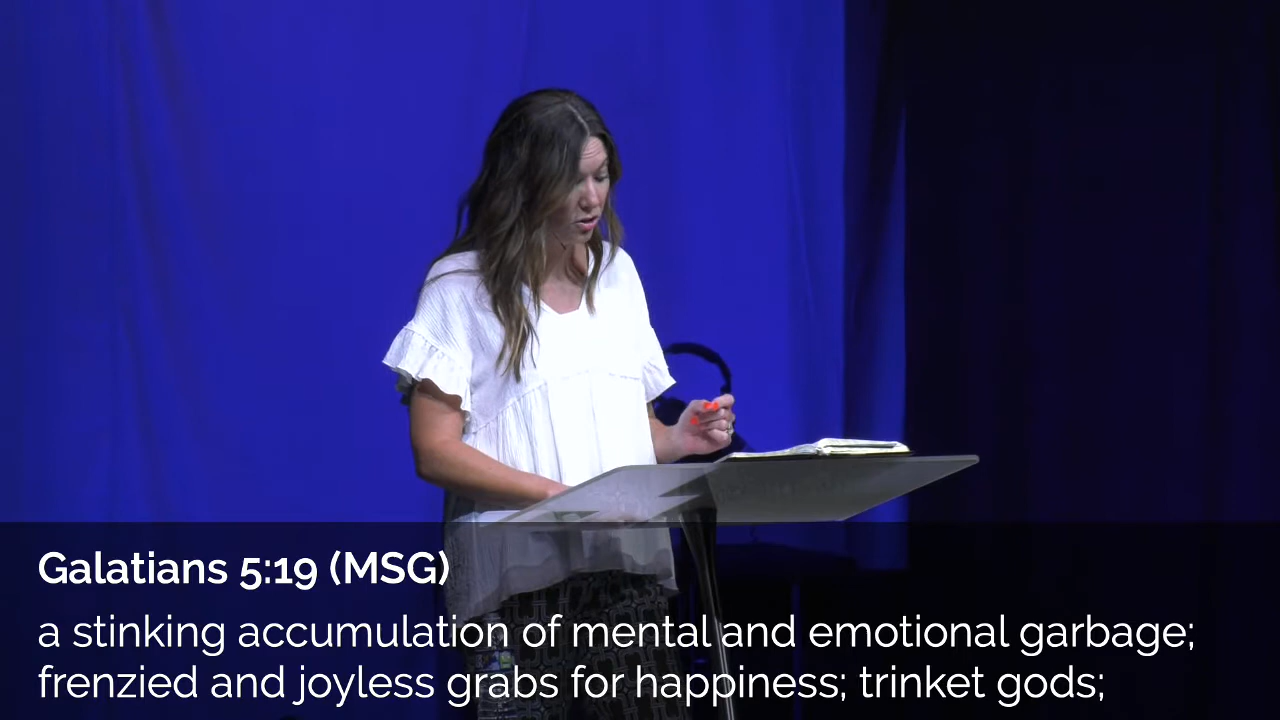 Galatians 5:19 (MSG)
a stinking accumulation of mental and emotional garbage;
frenzied and joyless grabs for happiness; trinket gods;